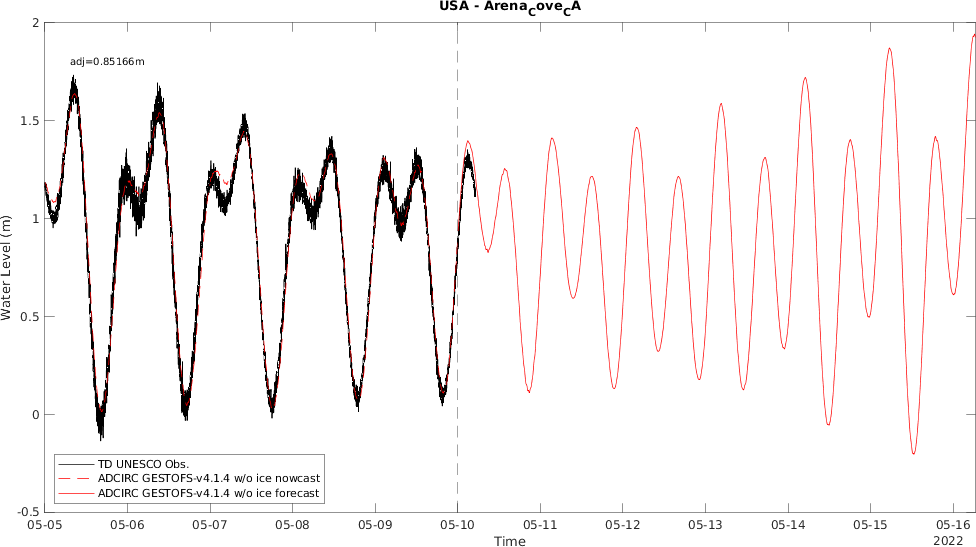 USA - ArenaCoveCA
adj=0.85166m
2
1.5
1
0.5
0
-0.5
Water Level (m)
TD UNESCO Obs.
ADCIRC GESTOFS-v4.1.4 w/o ice nowcast
ADCIRC GESTOFS-v4.1.4 w/o ice forecast
05-05 05-06 05-07 05-08 05-09 05-10 05-11 05-12 05-13 05-14 05-15 05-16
Time
2022